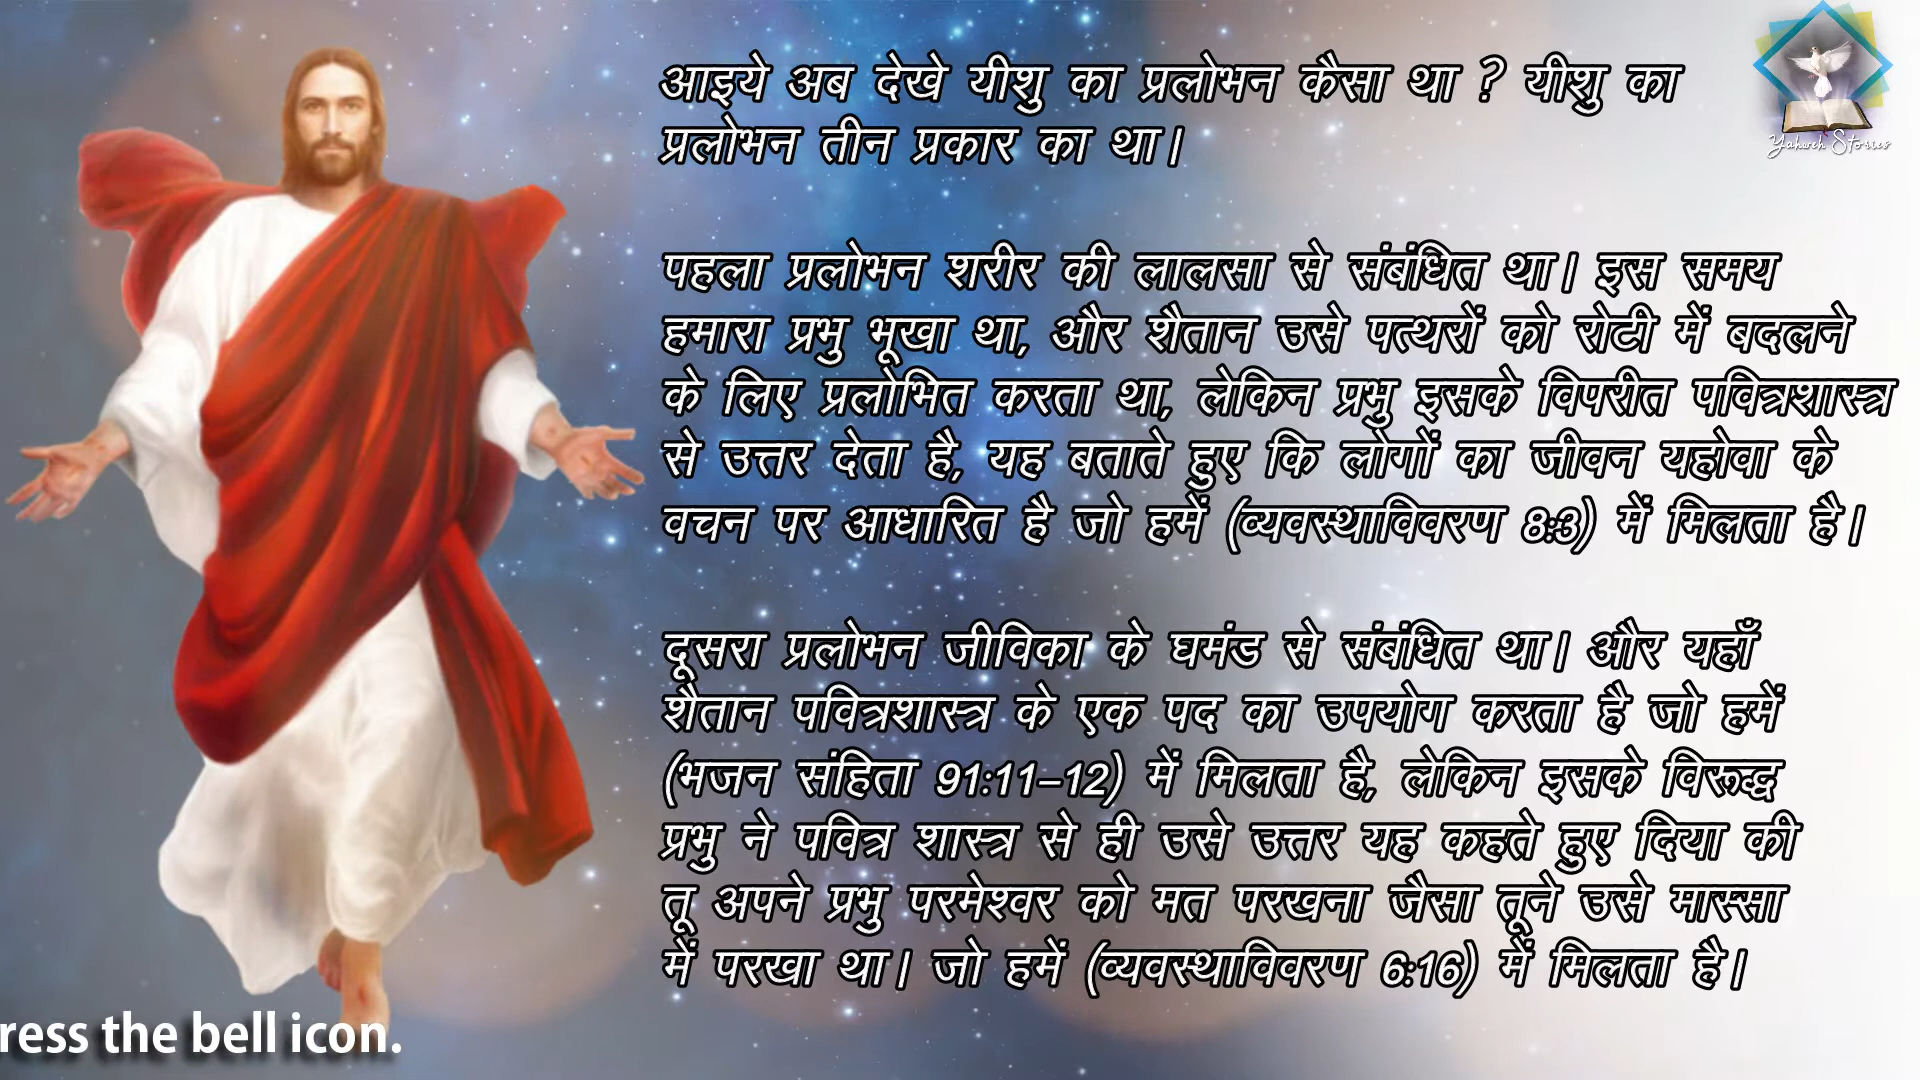 आइये अब देखे यीशु का प्रलोभन कैसा था ? यीशु का
प्रलोभन तीन प्रकार का था।
पहला प्रलोभन शरीर की लालसा से संबंधित था। इस समय
हमारा प्रभु भूखा था, और शैतान उसे पत्थरों को रोटी में बदलने
के लिए प्रलोभित करता था, लेकिन प्रभु इसके विपरीत पवित्रशास्त्र
से उत्तर देता है, यह बताते हुए कि लोगों का जीवन यहोवा के
वचन पर आधारित है जो हमें (व्यवस्थाविवरण 8:3) में मिलता है।
दूसरा प्रलोभन जीविका के घमंड से संबंधित था। और यहाँ
शैतान पवित्रशास्त्र के एक पद का उपयोग करता है जो हमें
(भजन संहिता 91:11-12) में मिलता है, लेकिन इसके विरूद्ध
प्रभु ने पवित्र शास्त्र से ही उसे उत्तर यह कहते हुए दिया की
तू अपने प्रभु परमेश्वर को मत परखना जैसा तूने उसे मास्सा
में परखा था। जो हमें (व्यवस्थाविवरण 6:16) में मिलता है।
Yahweh Stories
ress the bell icon.